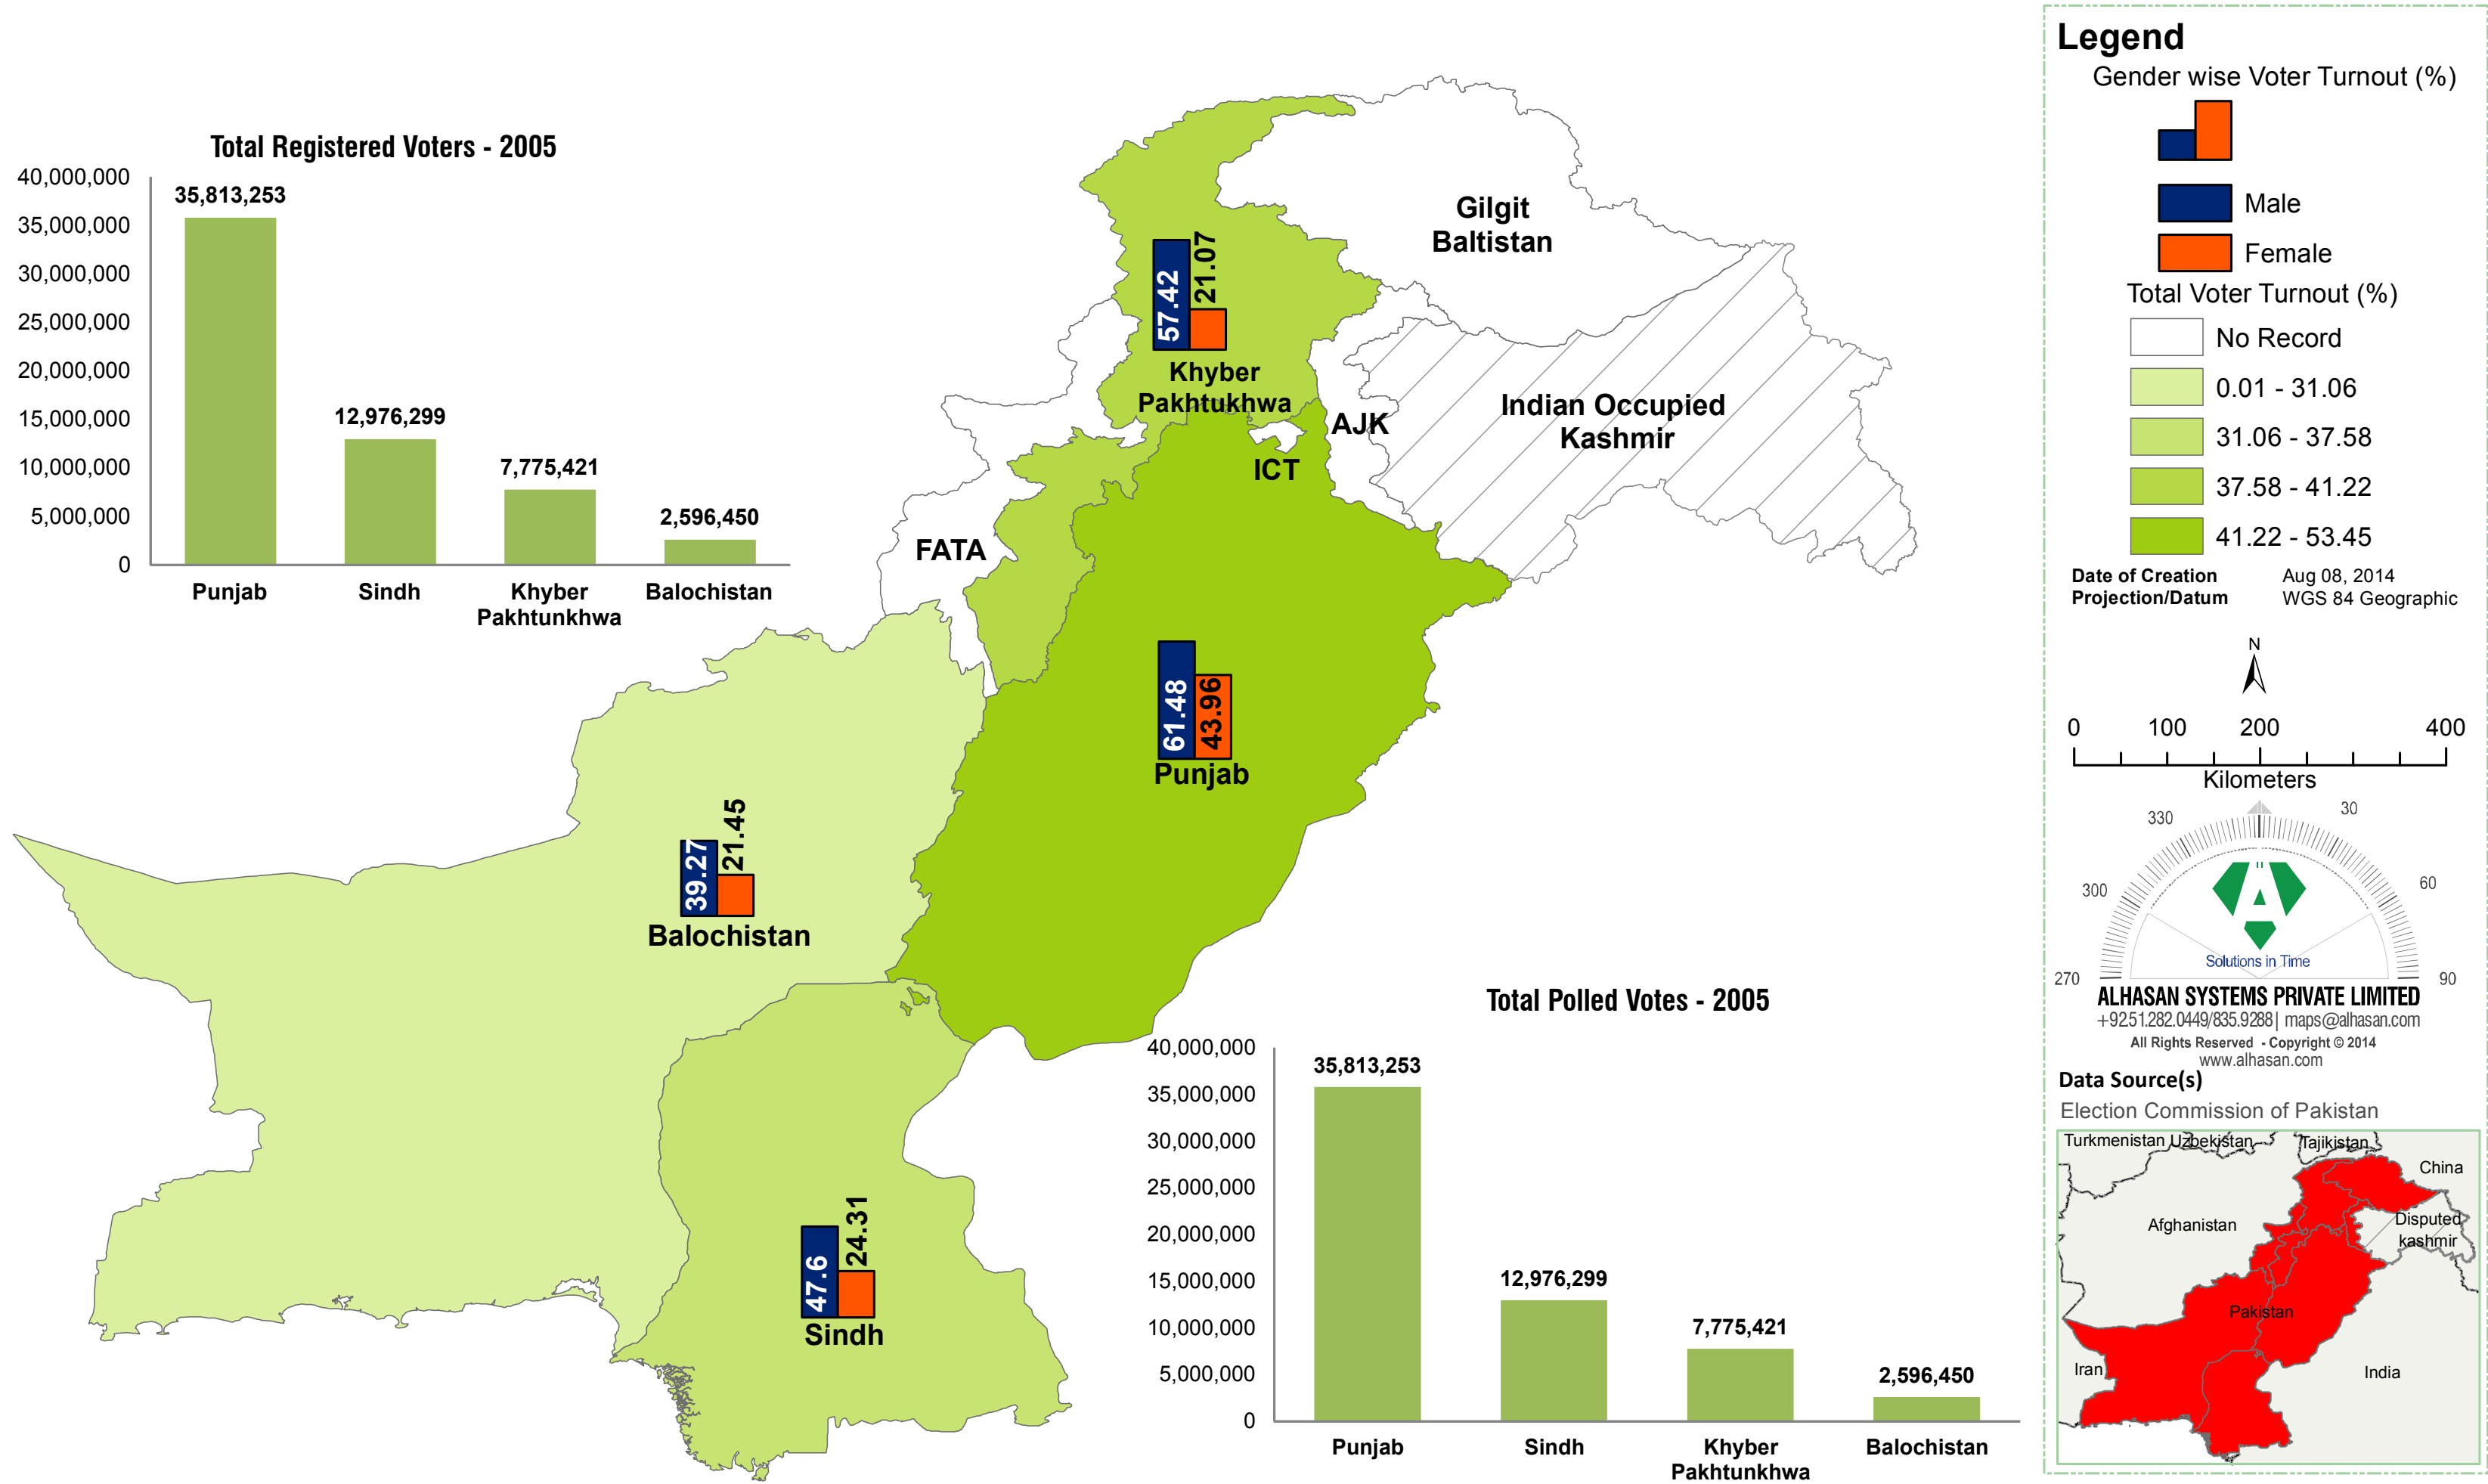 Total Registered Voters - 2005
40,000,000
35,000,000
30,000,000
25,000,000
20,000,000
15,000,000
10,000,000
5,000,000
0
35,813,253
12,976,299
7,775,421
2,596,450
Punjab
Sindh
Khyber
Pakhtunkhwa
Balochistan
Gilgit
Baltistan
57.42
21.07
Khyber
Pakhtukhwa
AJK
Indian Occupied
Kashmir
ICT
FATA
61.48
43.96
Punjab
39.27
21.45
Balochistan
47.6
24.31
Sindh
Total Polled Votes - 2005
40,000,000
35,000,000
30,000,000
25,000,000
20,000,000
15,000,000
10,000,000
5,000,000
0
35,813,253
12,976,299
7,775,421
2,596,450
Punjab
Sindh
Khyber
Pakhtunkhwa
Balochistan
Legend
Gender wise Voter Turnout (%)
Male
Female
Total Voter Turnout (%)
No Record
0.01 - 31.06
31.06 - 37.58
37.58 - 41.22
41.22 - 53.45
Date of Creation Aug 08, 2014
Projection/Datum WGS 84 Geographic
N
0 100 200 400
Kilometers
330 30
300 60
270 90
Solutions in Time
ALHASAN SYSTEMS PRIVATE LIMITED
+9251.282.0449/835.9288| maps@alhasan.com
All Rights Reserved - Copyright © 2014
www.alhasan.com
Data Source(s)
Election Commission of Pakistan
Turkmenistan Uzbekistan Tajikistan
China
Afghanistan
Disputed
kashmir
Pakistan
Iran
India